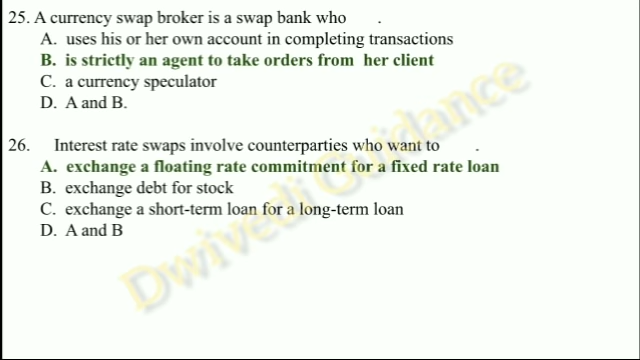 25. A currency swap broker is a swap bank who .
A. uses his or her own account in completing transactions
B. is strictly an agent to take orders from her client
C. a currency speculator
D. A and B.
26. Interest rate swaps involve counterparties who want to .
A. exchange a floating rate commitment for a fixed rate loan
B. exchange debt for stock
C. exchange a short-term loan for a long-term loan
D. A and B
Dwivedi Guidance